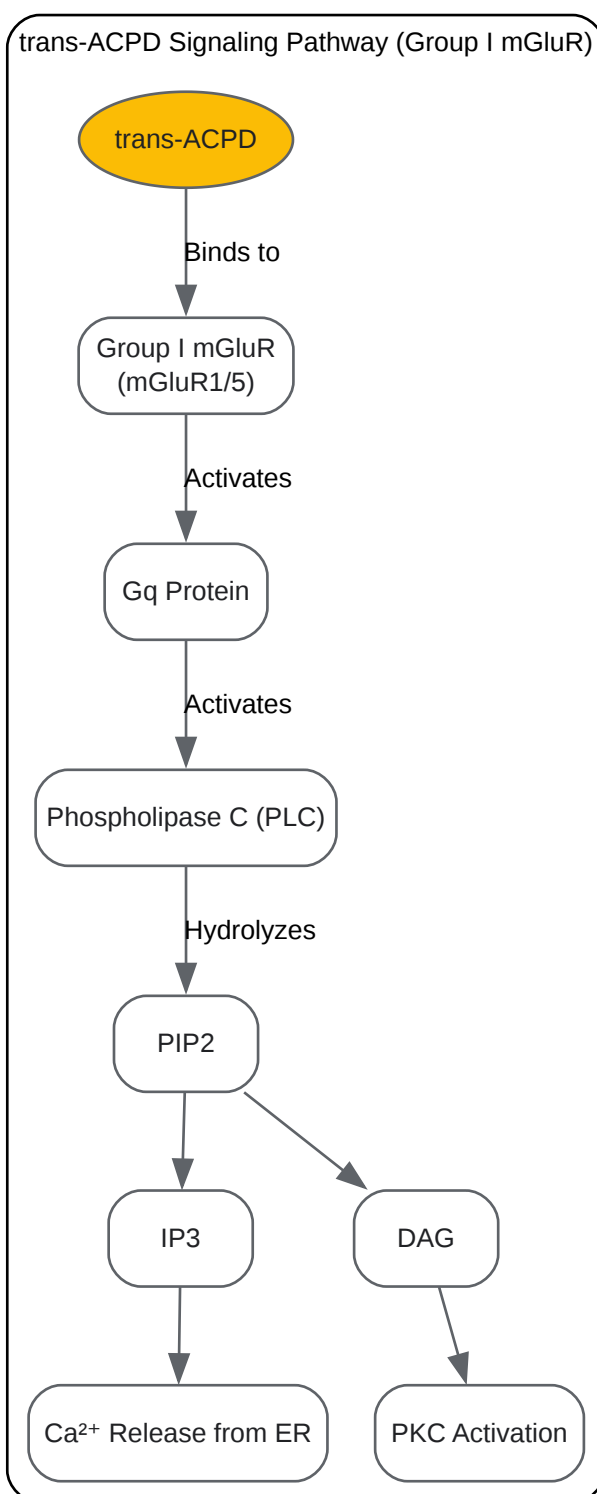 trans-ACPD Signaling Pathway (Group I mGluR)
trans-ACPD
Binds to
Group I mGluR
(mGluR1/5)
Activates
Gq Protein
Activates
Phospholipase C (PLC)
Hydrolyzes
PIP2
IP3
DAG
Ca²⁺ Release from ER
PKC Activation